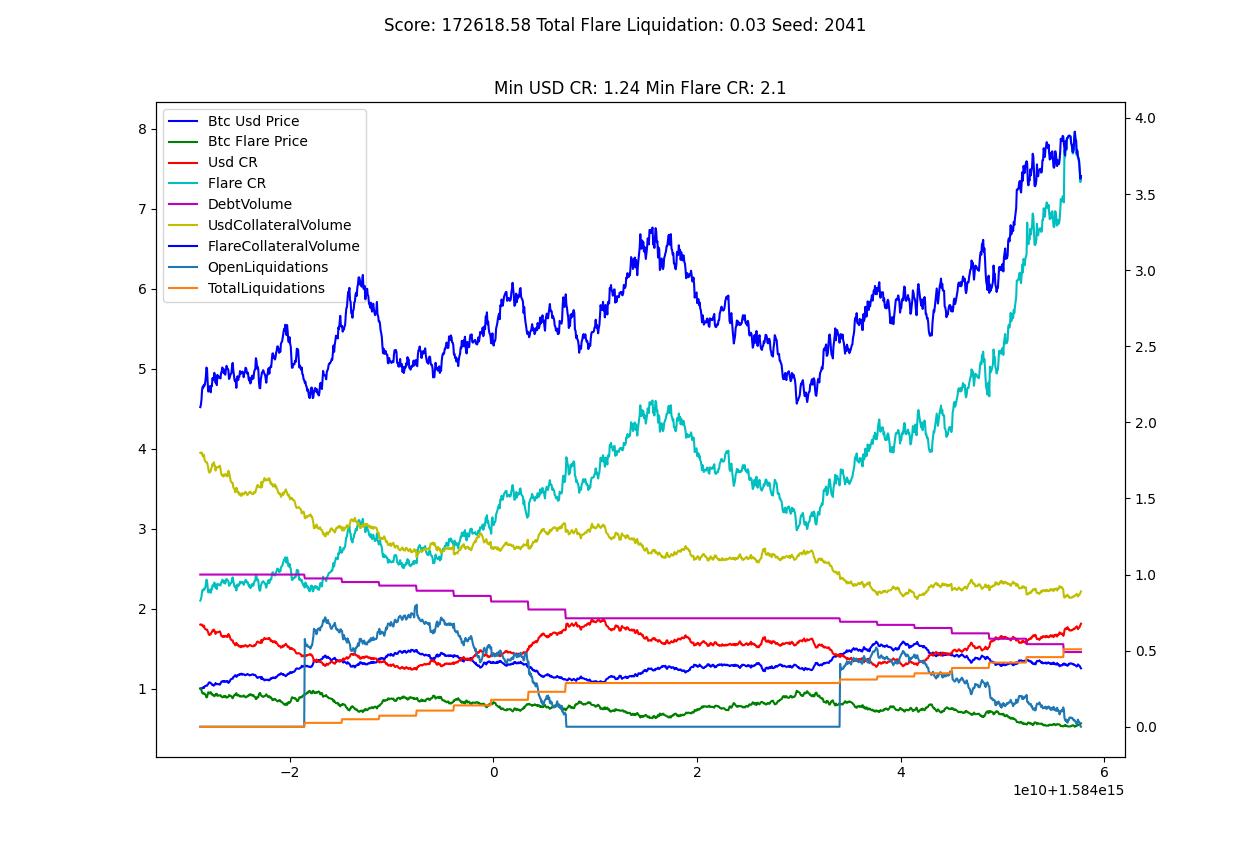 Score: 172618.58 Total Flare Liquidation: 0.03 Seed: 2041
Min USD CR: 1.24 Min Flare CR: 2.1
Btc Usd Price
Btc Flare Price
Usd CR
Flare CR
DebtVolume
UsdCollateralVolume
FlareCollateralVolume
OpenLiquidations
TotalLiquidations
8
7
6
5
4
3
2
1
4.0
3.5
3.0
2.5
2.0
1.5
1.0
0.5
0.0
−2 0 2 4 6
1e10+1.584e15